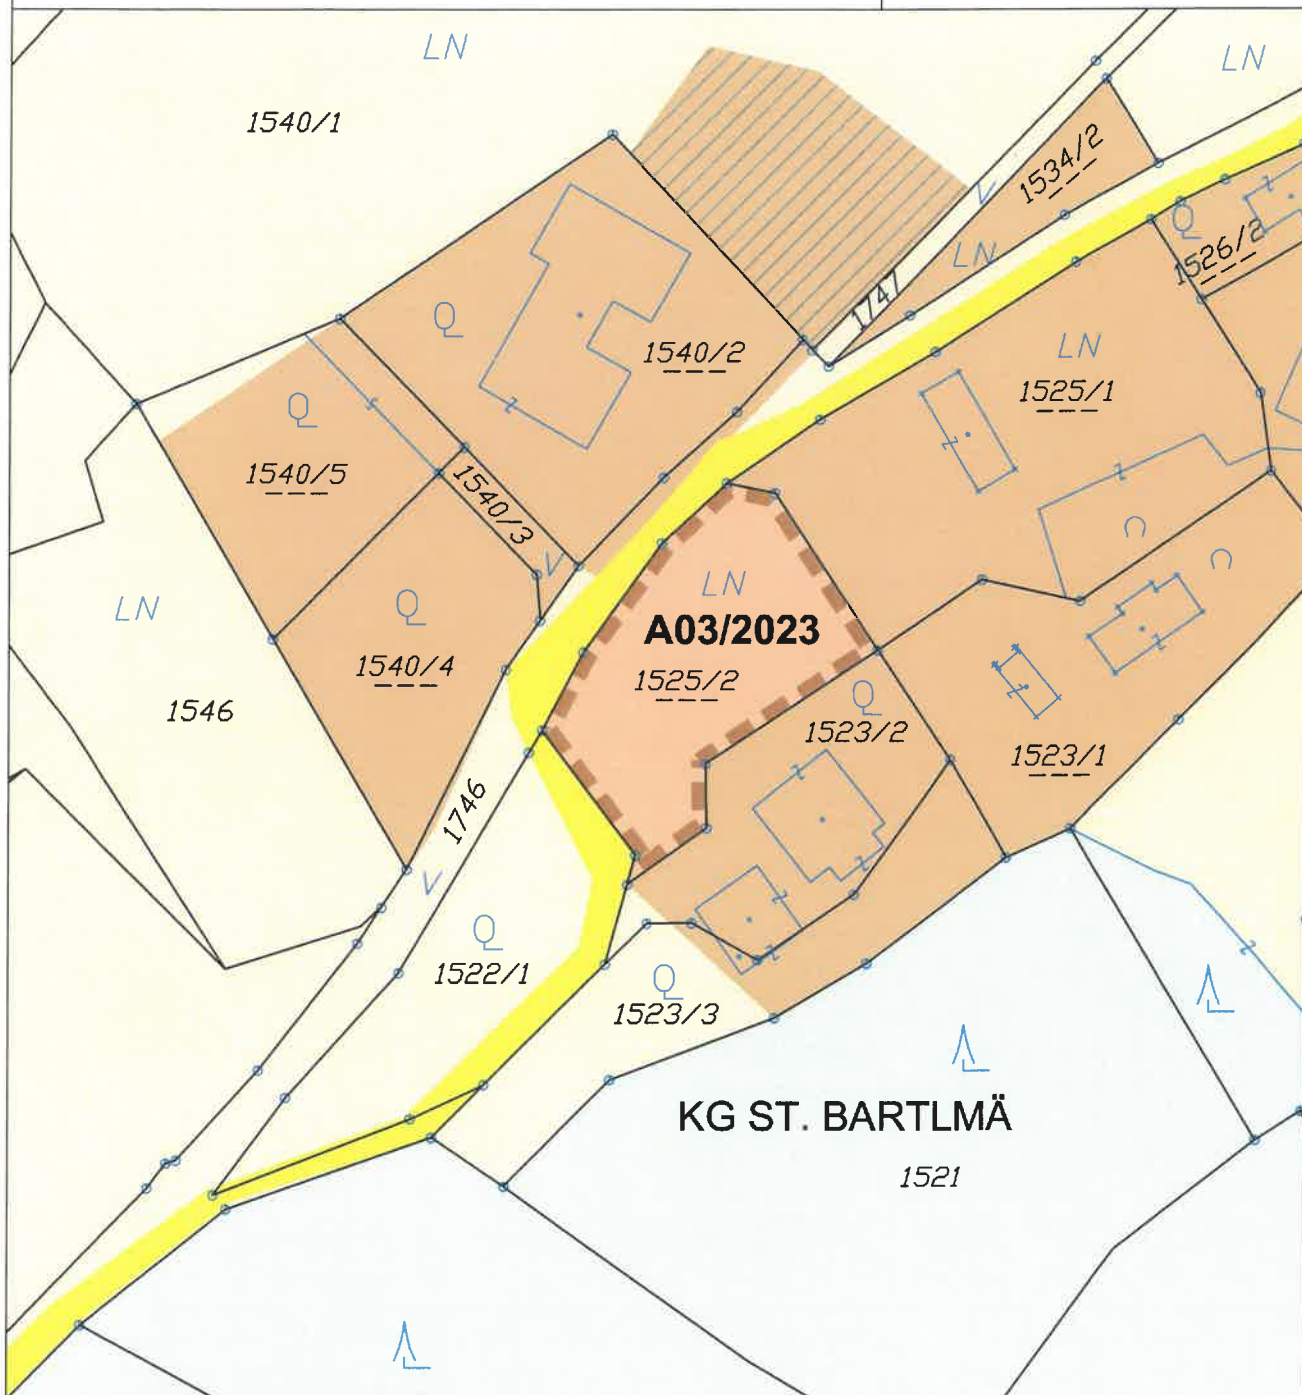 LN
LN
1540/1
1534/2
V
Q
1526/2
LN
1747
Q
1540/2
LN
1525/1
Q
1540/5
1540/3
V
LN
LN
Q
A03/2023
1540/4
1525/2
Q
1546
1523/2
1523/1
1746
V
Q
1522/1
Q
1523/3
KG ST. BARTLMÄ
1521